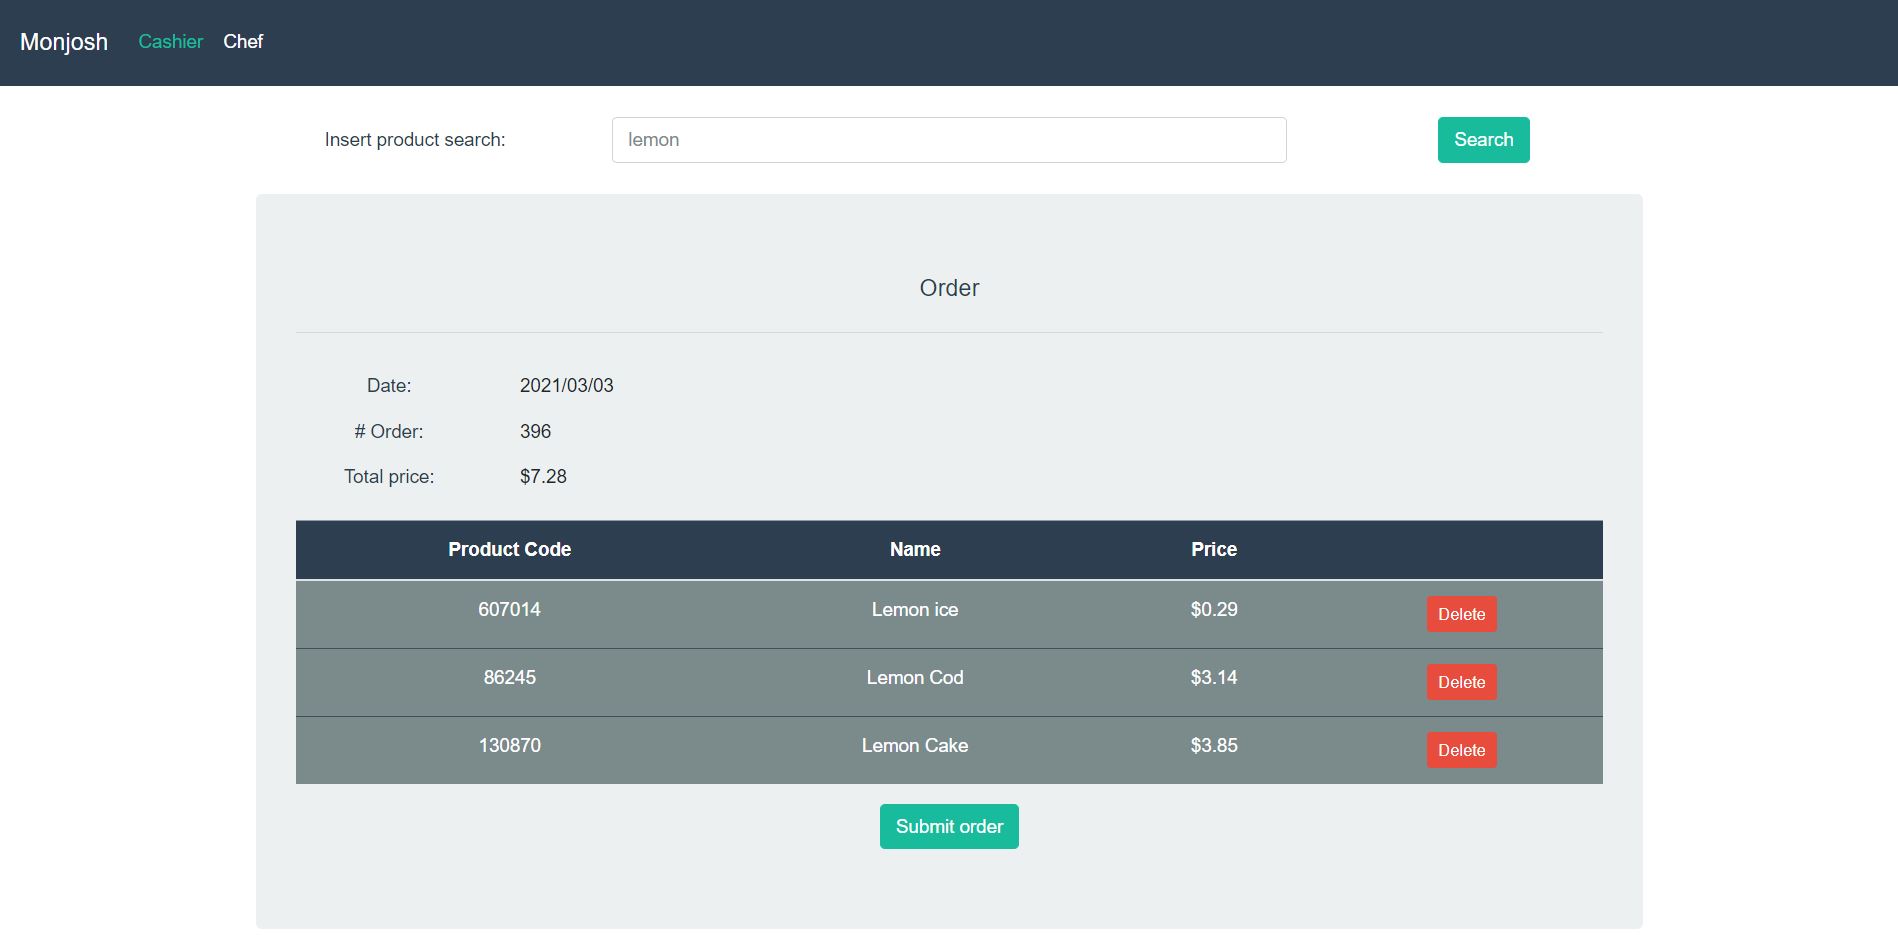 Monjosh Cashier Chef
Insert product search: lemon Search
Order
Date: 2021/03/03
# Order: 396
Total price: $7.28
Product Code Name Price
607014 Lemon ice $0.29 Delete
86245 Lemon Cod $3.14 Delete
130870 Lemon Cake $3.85 Delete
Submit order